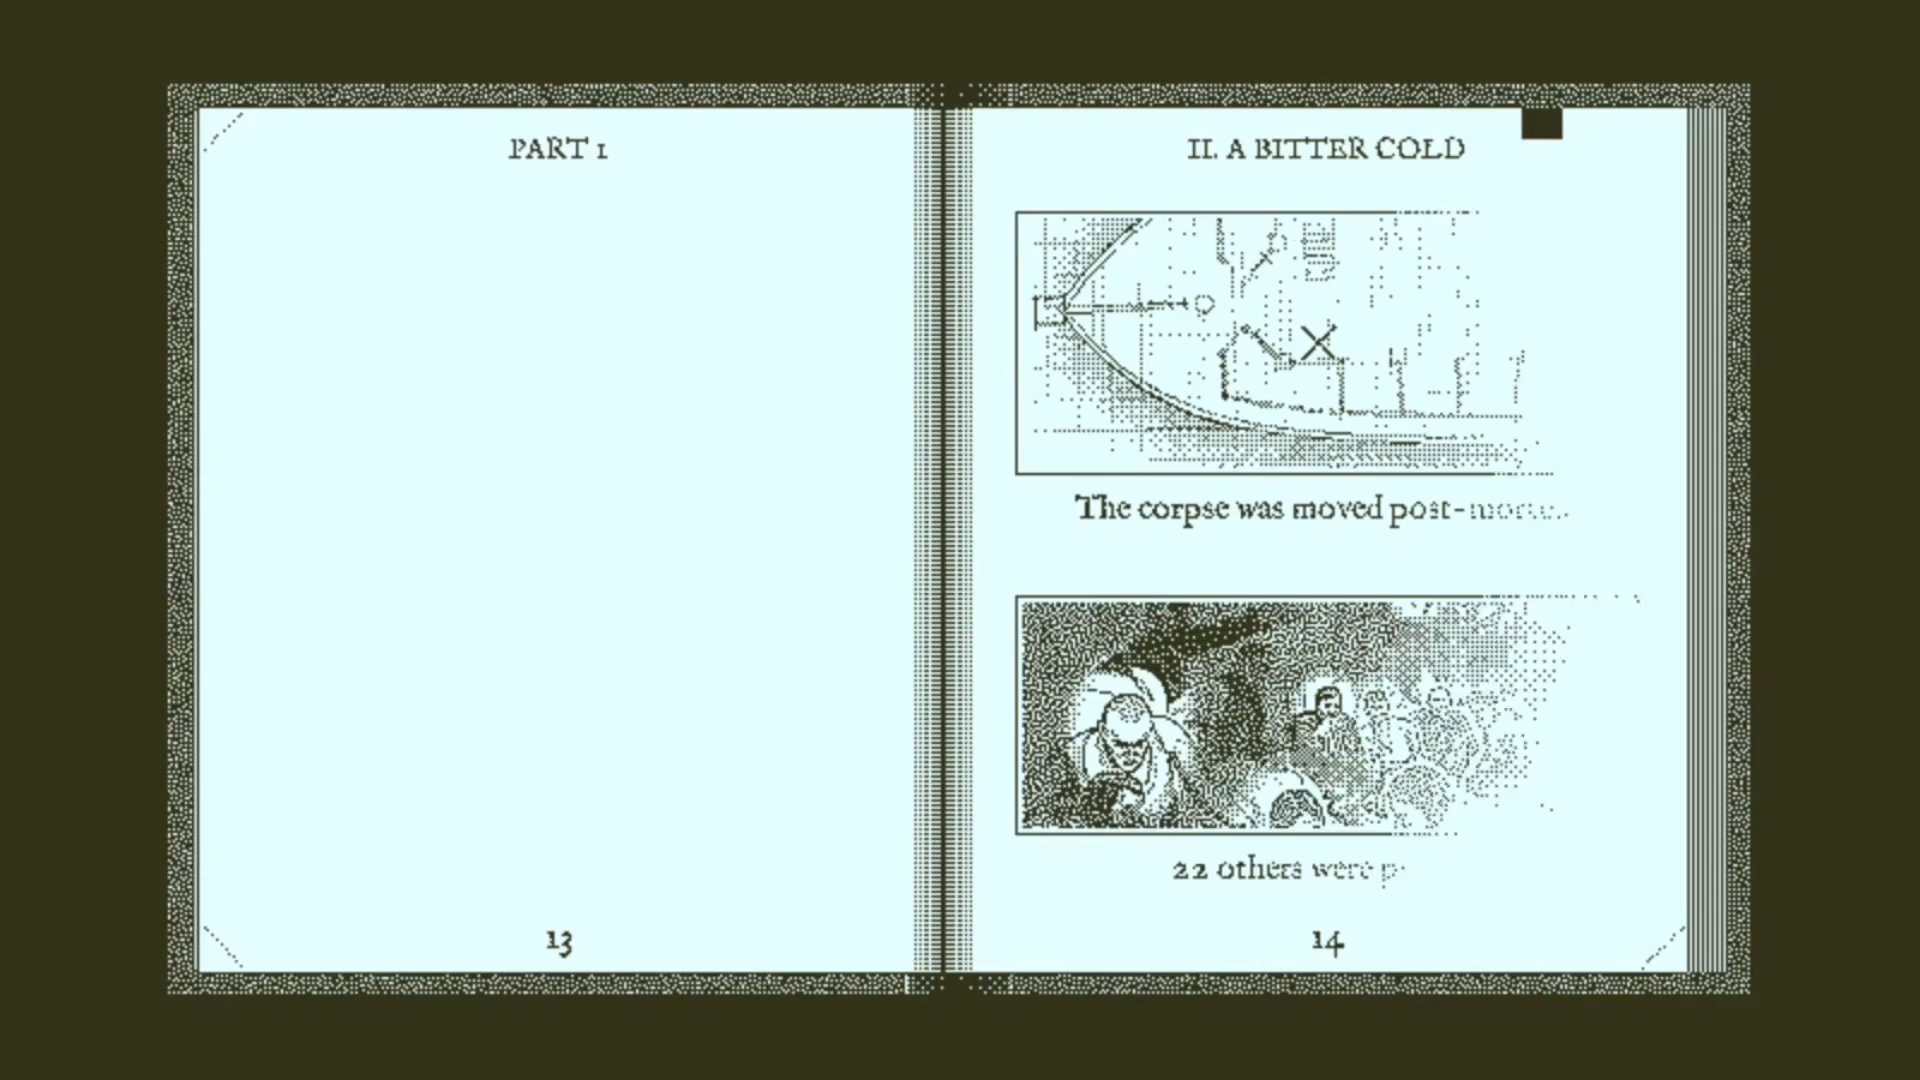 PART 1
13
II. A BITTER COLD
The corpse was moved post-
22 others were
14